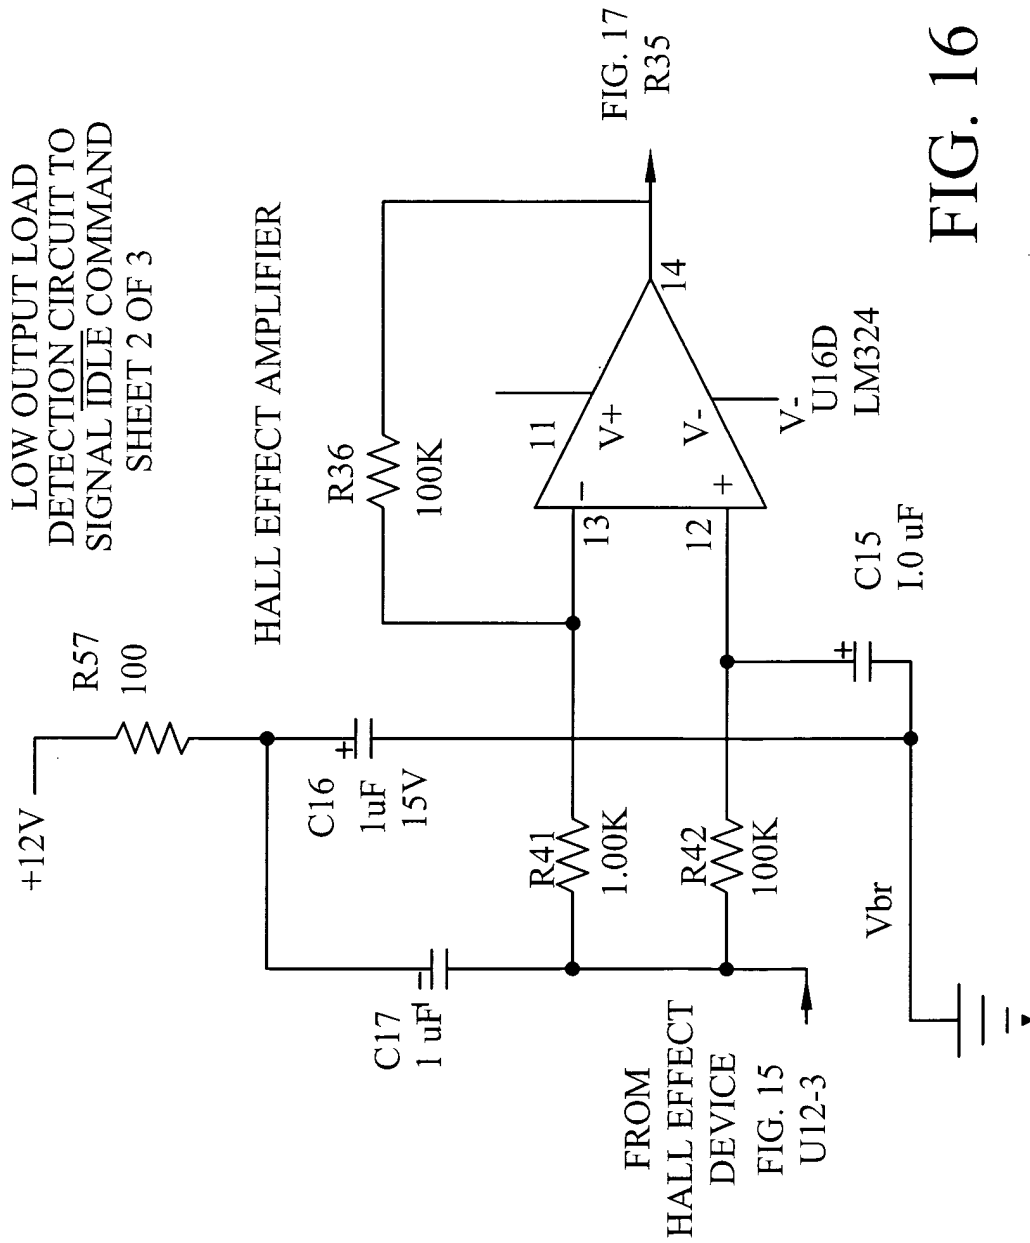 LOW OUTPUT LOAD
DETECTION CIRCUIT TO
SIGNAL IDLE COMMAND
SHEET 2 OF 3
+12V
R57
100
HALL EFFECT AMPLIFIER
C16
1uF
15V
C17
1 uF
+
+
R36
100K
R41
1.00K
R42
100K
13
12
11
14
−
+
V+
V-
V-
U16D
LM324
C15
1.0 uF
+
Vbr
FROM
HALL EFFECT
DEVICE
FIG. 15
U12-3
FIG. 17
R35
FIG. 16